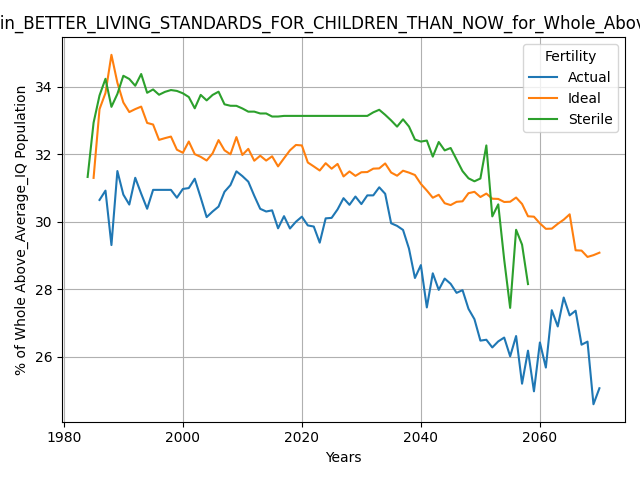 in_BETTER_LIVING_STANDARDS_FOR_CHILDREN_THAN_NOW_for_Whole_Abov
Fertility
Actual
Ideal
Sterile
% of Whole Above_Average_IQ Population
34
32
30
28
26
1980
2000
2020
2040
2060
Years